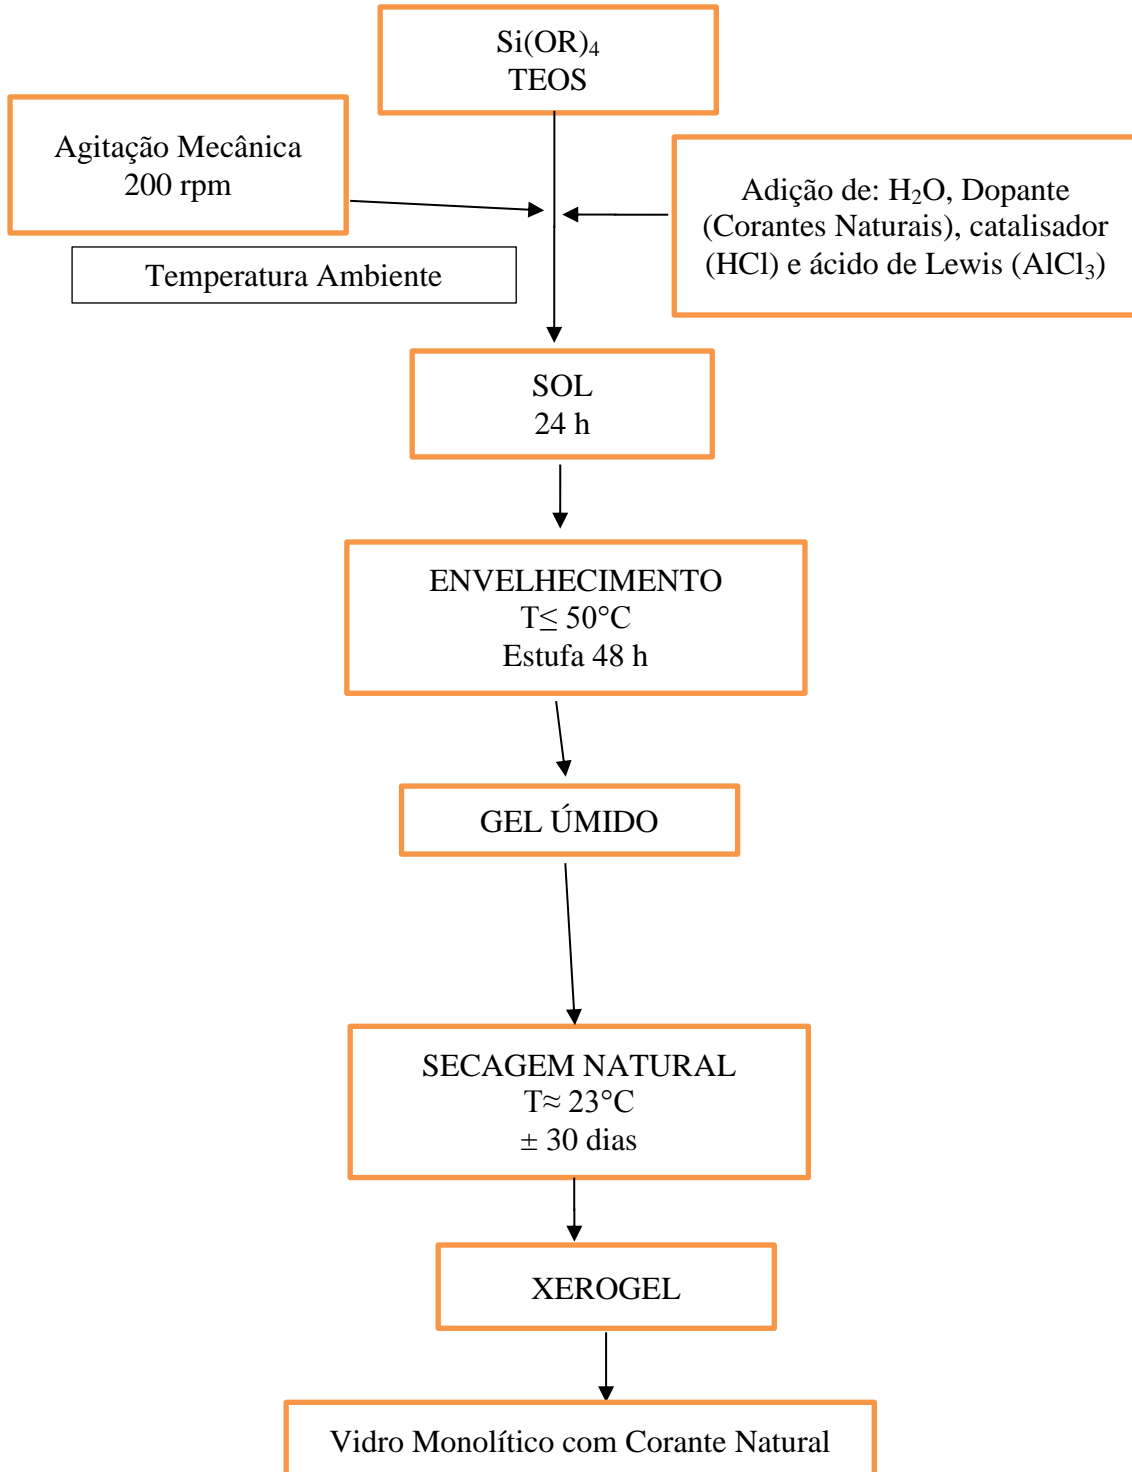 Si(OR)₄
TEOS
Agitação Mecânica
200 rpm
Adição de: H₂O, Dopante
(Corantes Naturais), catalisador
(HCl) e ácido de Lewis (AlCl₃)
Temperatura Ambiente
SOL
24 h
ENVELHECIMENTO
T≤ 50°C
Estufa 48 h
GEL ÚMIDO
SECAGEM NATURAL
T≈ 23°C
± 30 dias
XEROGEL
Vidro Monolítico com Corante Natural